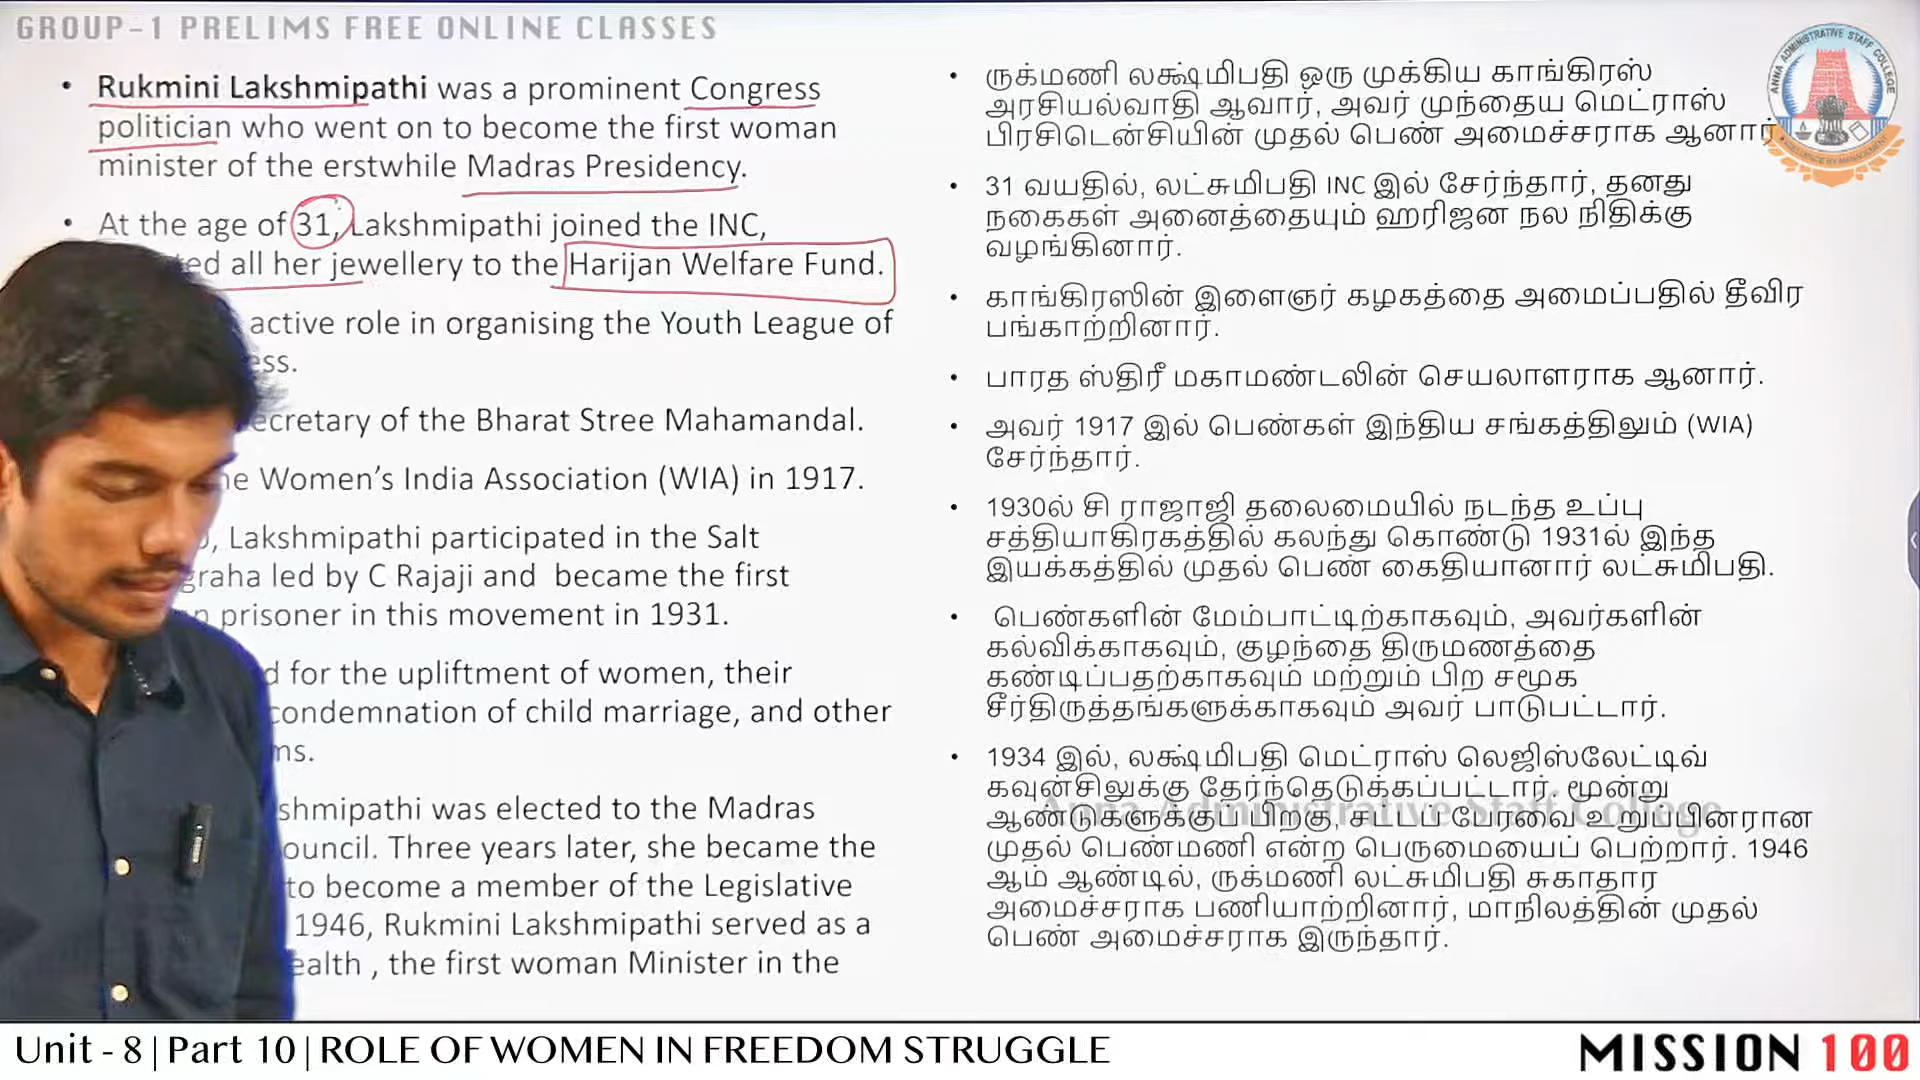 GROUP-1 PRELIMS FREE ONLINE CLASSES
• Rukmini Lakshmipathi was a prominent Congress
politician who went on to become the first woman
minister of the erstwhile Madras Presidency.
• At the age of 31, Lakshmipathi joined the INC,
all her jewellery to the Harijan Welfare Fund.
active role in organising the Youth League of
ecretary of the Bharat Stree Mahamandal.
Women's India Association (WIA) in 1917.
Lakshmipathi participated in the Salt
led by C Rajaji and became the first
prisoner in this movement in 1931.
for the upliftment of women, their
condemnation of child marriage, and other
shmipathi was elected to the Madras
ouncil. Three years later, she became the
to become a member of the Legislative
1946, Rukmini Lakshmipathi served as a
ealth , the first woman Minister in the
• ருக்மணி லக்ஷ்மிபதி ஒரு முக்கிய காங்கிரஸ்
அரசியல்வாதி ஆவார், அவர் முந்தைய மெட்ராஸ்
பிரசிடென்சியின் முதல் பெண் அமைச்சராக ஆனார்.
• 31 வயதில், லட்சுமிபதி INC இல் சேர்ந்தார், தனது
நகைகள் அனைத்தையும் ஹரிஜன நல நிதிக்கு
வழங்கினார்.
• காங்கிரஸின் இளைஞர் கழகத்தை அமைப்பதில் தீவிர
பங்காற்றினார்.
• பாரத ஸ்திரீ மகாமண்டலின் செயலாளராக ஆனார்.
• அவர் 1917 இல் பெண்கள் இந்திய சங்கத்திலும் (WIA)
சேர்ந்தார்.
• 1930ல் சி ராஜாஜி தலைமையில் நடந்த உப்பு
சத்தியாகிரகத்தில் கலந்து கொண்டு 1931ல் இந்த
இயக்கத்தில் முதல் பெண் கைதியானார் லட்சுமிபதி.
• பெண்களின் மேம்பாட்டிற்காகவும், அவர்களின்
கல்விக்காகவும், குழந்தை திருமணத்தை
கண்டிப்பதற்காகவும் மற்றும் பிற சமூக
சீர்திருத்தங்களுக்காகவும் அவர் பாடுபட்டார்.
• 1934 இல், லக்ஷ்மிபதி மெட்ராஸ் லெஜிஸ்லேட்டிவ்
கவுன்சிலுக்கு தேர்ந்தெடுக்கப்பட்டார். மூன்று
ஆண்டுகளுக்குப் பிறகு, சட்டப் பேரவை உறுப்பினரான
முதல் பெண்மணி என்ற பெருமையைப் பெற்றார். 1946
ஆம் ஆண்டில், ருக்மணி லட்சுமிபதி சுகாதார
அமைச்சராக பணியாற்றினார், மாநிலத்தின் முதல்
பெண் அமைச்சராக இருந்தார்.
Anna Administrative Staff College
ANNA ADMINISTRATIVE STAFF COLLEGE
Unit - 8 | Part 10 | ROLE OF WOMEN IN FREEDOM STRUGGLE
MISSION 100